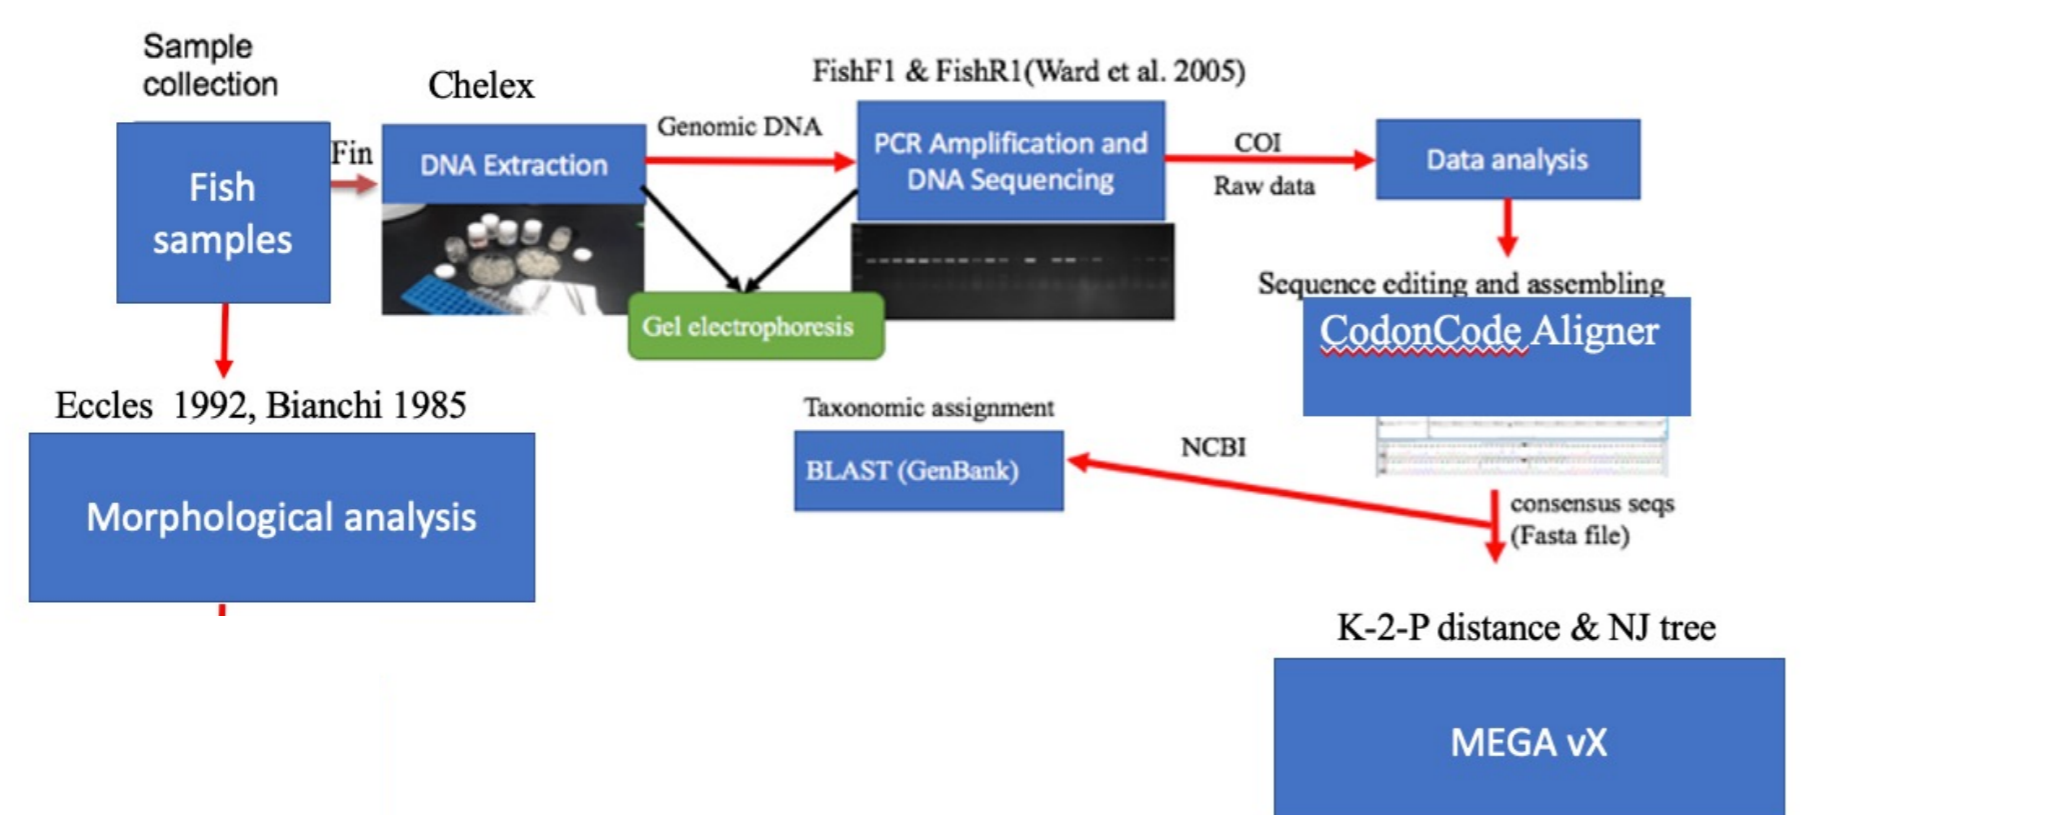 Sample
collection
Fish
samples
Fin
Chelex
DNA Extraction
Genomic DNA
FishF1 & FishR1(Ward et al. 2005)
PCR Amplification and
DNA Sequencing
COI
Raw data
Data analysis
Gel electrophoresis
Sequence editing and assembling
CodonCode Aligner
Eccles  1992, Bianchi 1985
Morphological analysis
Taxonomic assignment
BLAST (GenBank)
NCBI
consensus seqs
(Fasta file)
K-2-P distance & NJ tree
MEGA vX